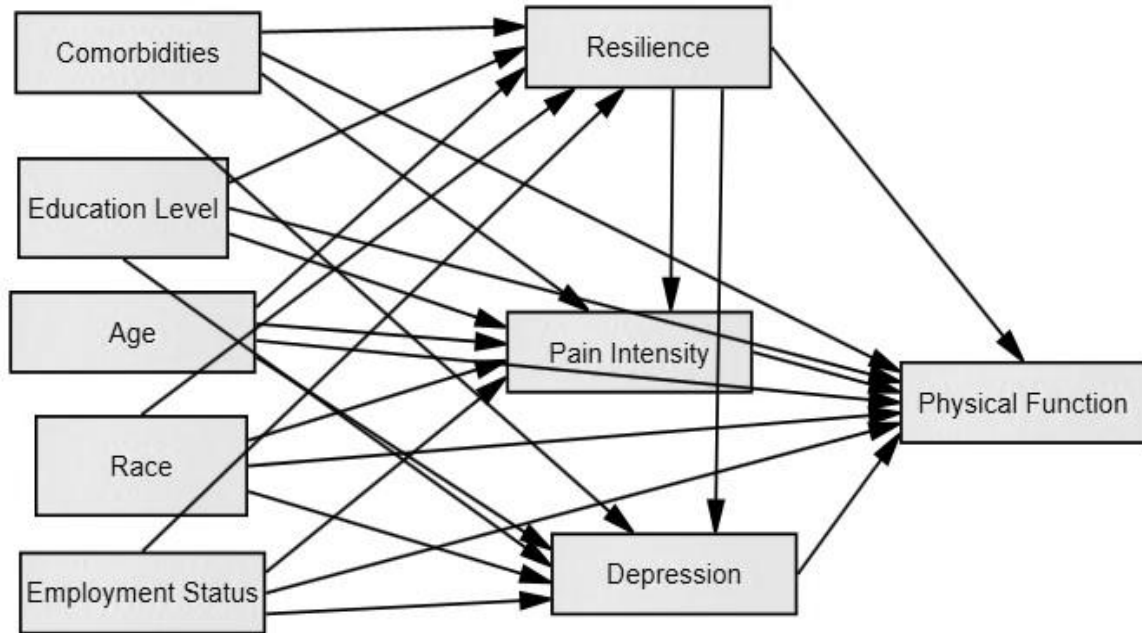 Comorbidities
Resilience
Education Level
Age
Pain Intensity
Physical Function
Race
Depression
Employment Status